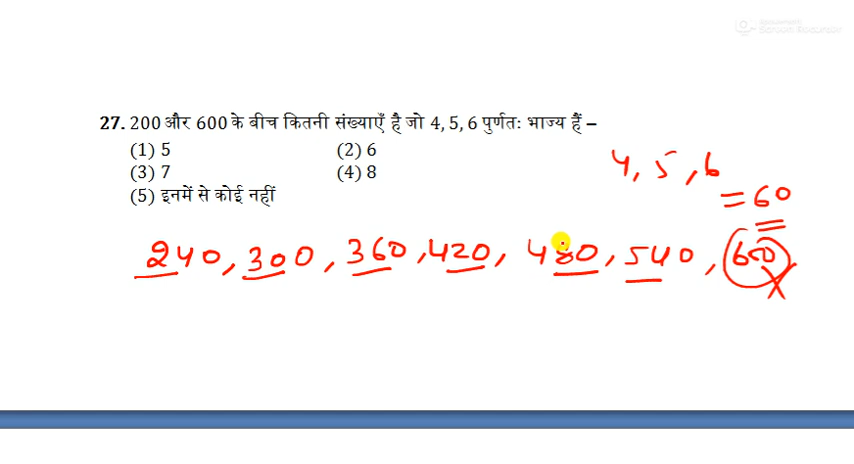 27. 200 और 600 के बीच कितनी संख्याएँ है जो 4, 5, 6 पुर्णतः भाज्य हैं –
(1) 5 (2) 6
(3) 7 (4) 8
(5) इनमें से कोई नहीं
4, 5, 6
= 60
240, 300, 360, 420, 480, 540, 600